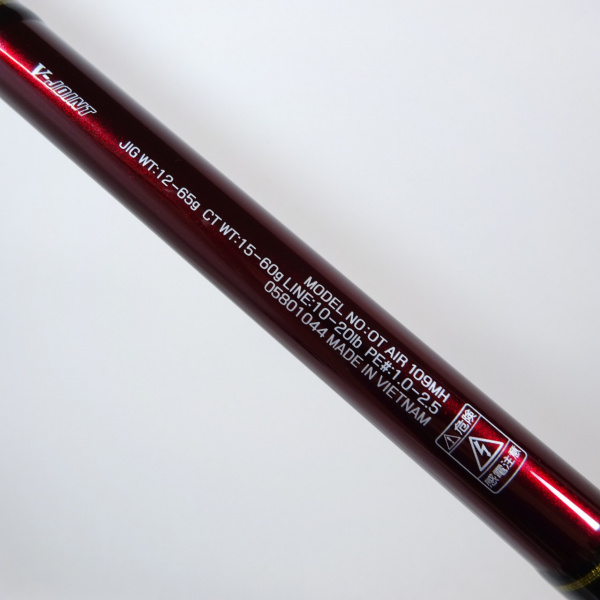 V-JOINT
MODEL NO:OT AIR 109MH
JIG WT:12-65g CT WT:15-60g LINE:10-20lb PE#:1.0-2.5
05801044 MADE IN VIETNAM
危険
感電注意